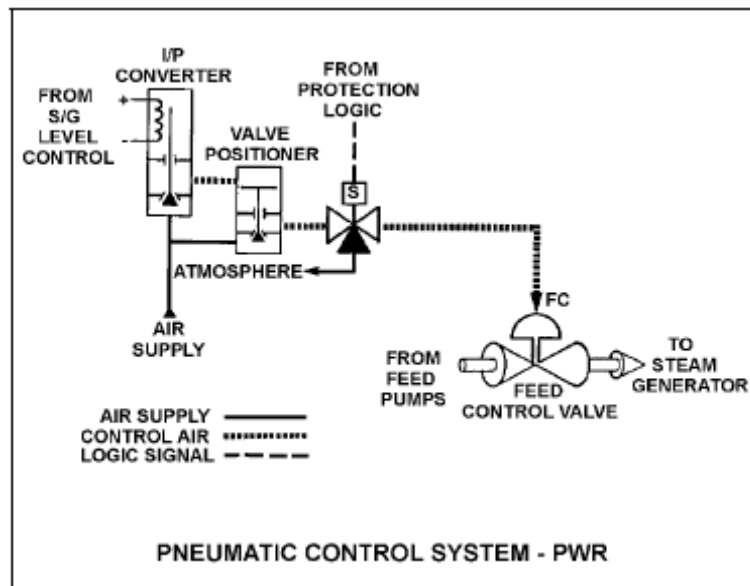 I/P
CONVERTER
FROM
S/G
LEVEL
CONTROL
+
-
FROM
PROTECTION
LOGIC
VALVE
POSITIONER
S
ATMOSPHERE
AIR
SUPPLY
FC
FROM
FEED
PUMPS
TO
STEAM
GENERATOR
FEED
CONTROL VALVE
AIR SUPPLY
CONTROL AIR
LOGIC SIGNAL
PNEUMATIC CONTROL SYSTEM - PWR